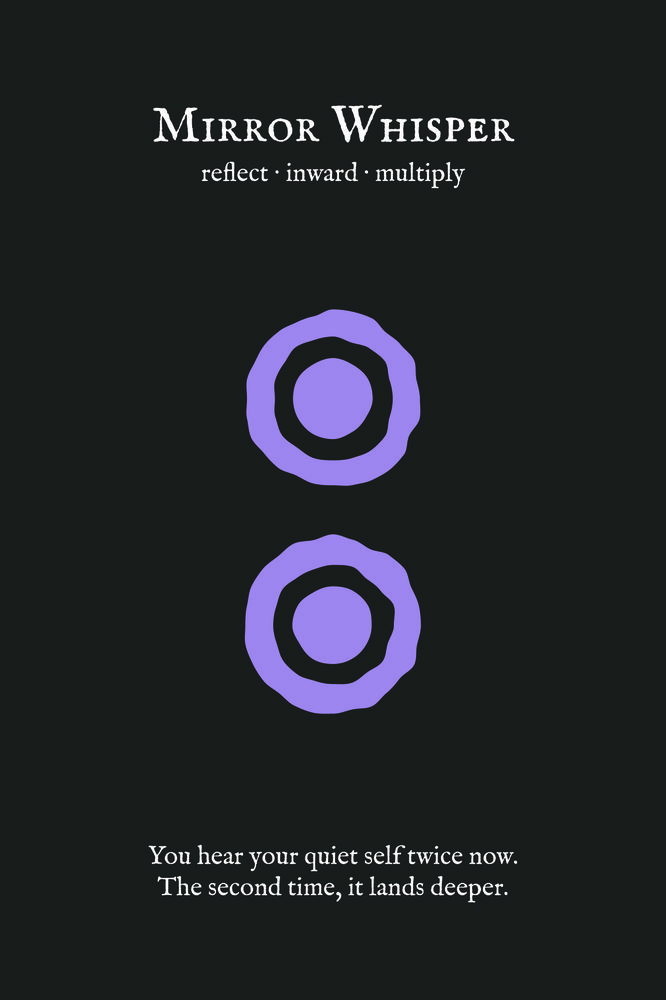 Mirror Whisper
reflect · inward · multiply
You hear your quiet self twice now.
The second time, it lands deeper.